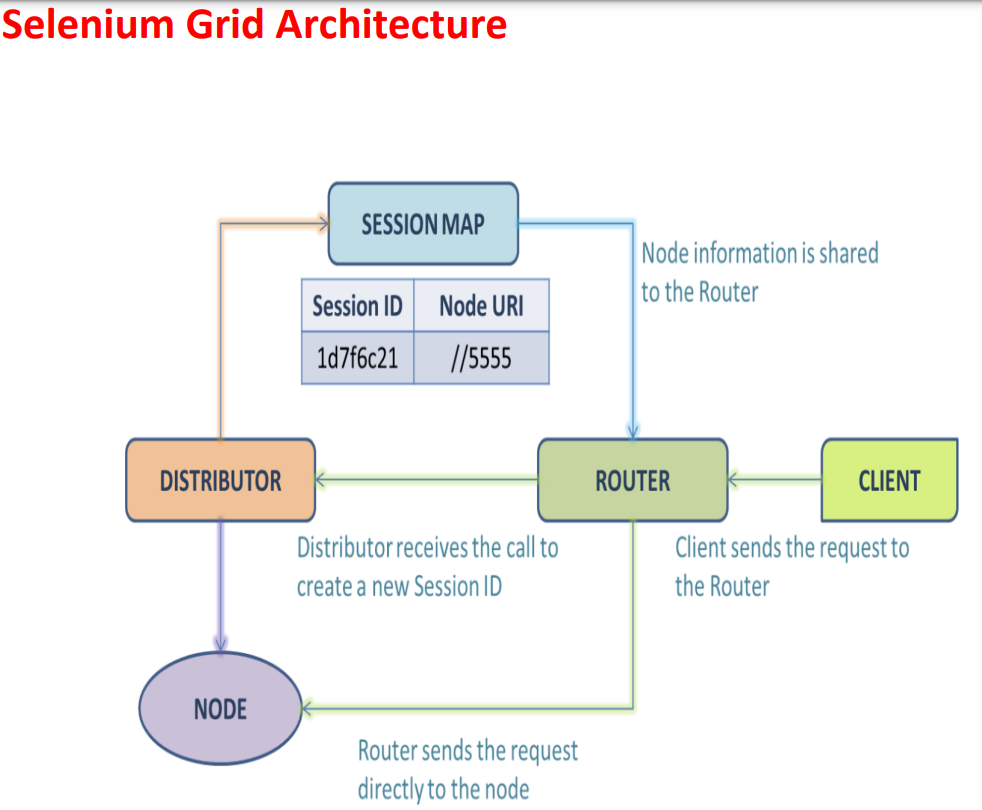 Selenium Grid Architecture
SESSION MAP
Node information is shared
to the Router
Session ID Node URI
1d7f6c21 //5555
DISTRIBUTOR
ROUTER
CLIENT
Distributor receives the call to
create a new Session ID
Client sends the request to
the Router
NODE
Router sends the request
directly to the node